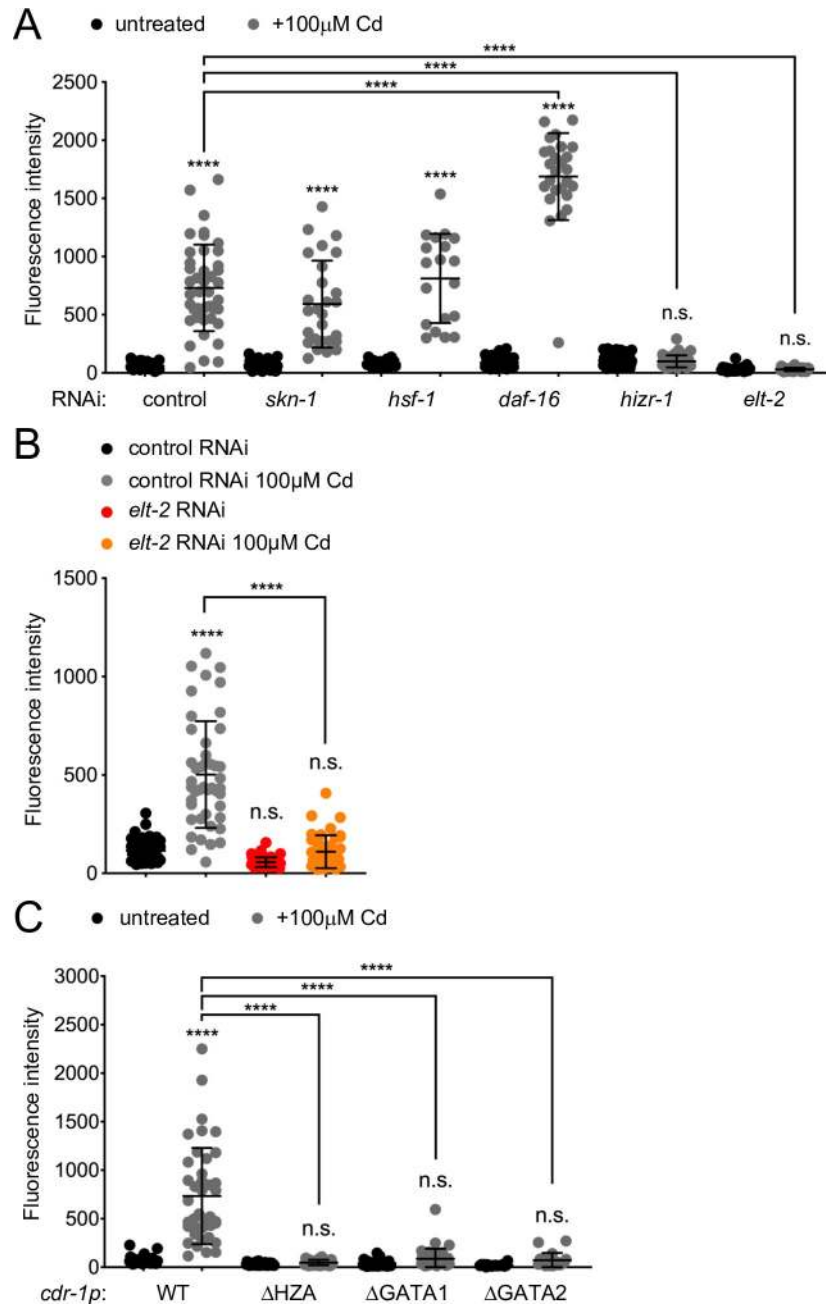 A
untreated +100μM Cd
****
****
****
****
****
****
****
n.s.
n.s.
2500
2000
1500
1000
500
0
Fluorescence intensity
RNAi: control skn-1 hsf-1 daf-16 hizr-1 elt-2
B
control RNAi
control RNAi 100μM Cd
elt-2 RNAi
elt-2 RNAi 100μM Cd
****
****
n.s.
n.s.
1500
1000
500
0
Fluorescence intensity
C
untreated +100μM Cd
****
****
****
****
n.s.
n.s.
n.s.
3000
2500
2000
1500
1000
500
0
Fluorescence intensity
cdr-1p: WT ΔHZA ΔGATA1 ΔGATA2